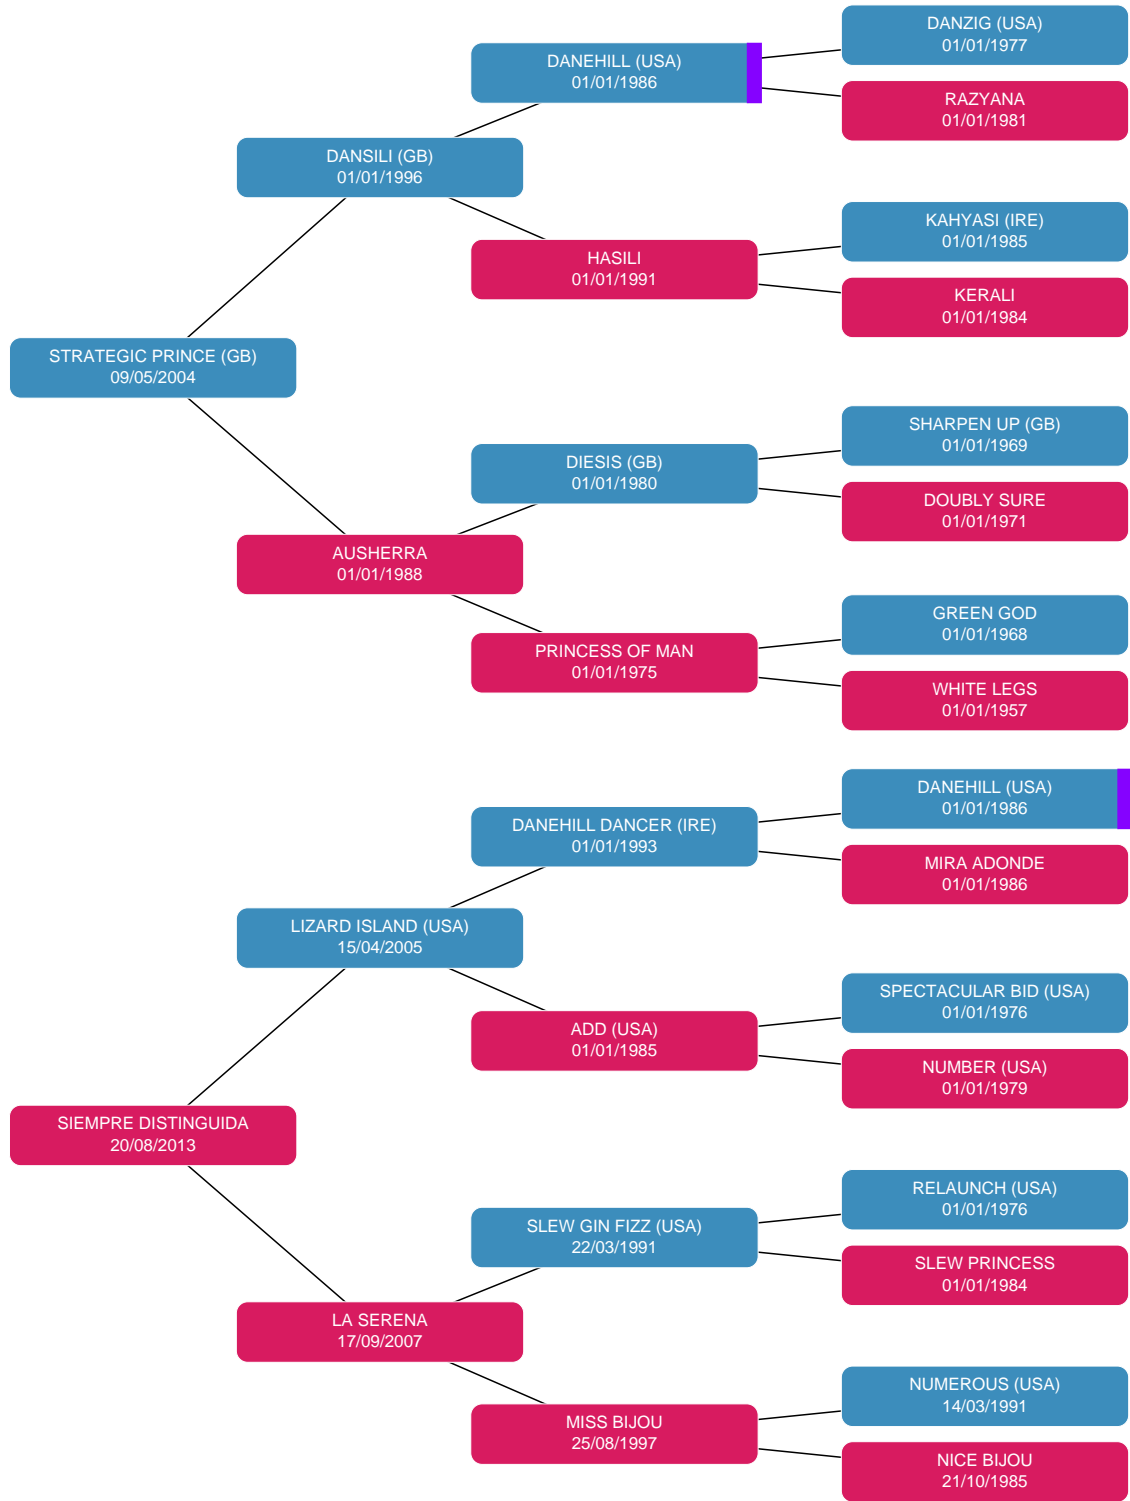 DANZIG (USA)
01/01/1977
DANEHILL (USA)
01/01/1986
RAZYANA
01/01/1981
DANSILI (GB)
01/01/1996
KAHYASI (IRE)
01/01/1985
HASILI
01/01/1991
KERALI
01/01/1984
STRATEGIC PRINCE (GB)
09/05/2004
SHARPEN UP (GB)
01/01/1969
DIESIS (GB)
01/01/1980
DOUBLY SURE
01/01/1971
AUSHERRA
01/01/1988
GREEN GOD
01/01/1968
PRINCESS OF MAN
01/01/1975
WHITE LEGS
01/01/1957
DANEHILL (USA)
01/01/1986
DANEHILL DANCER (IRE)
01/01/1993
MIRA ADONDE
01/01/1986
LIZARD ISLAND (USA)
15/04/2005
SPECTACULAR BID (USA)
01/01/1976
ADD (USA)
01/01/1985
NUMBER (USA)
01/01/1979
SIEMPRE DISTINGUIDA
20/08/2013
RELAUNCH (USA)
01/01/1976
SLEW GIN FIZZ (USA)
22/03/1991
SLEW PRINCESS
01/01/1984
LA SERENA
17/09/2007
NUMEROUS (USA)
14/03/1991
MISS BIJOU
25/08/1997
NICE BIJOU
21/10/1985